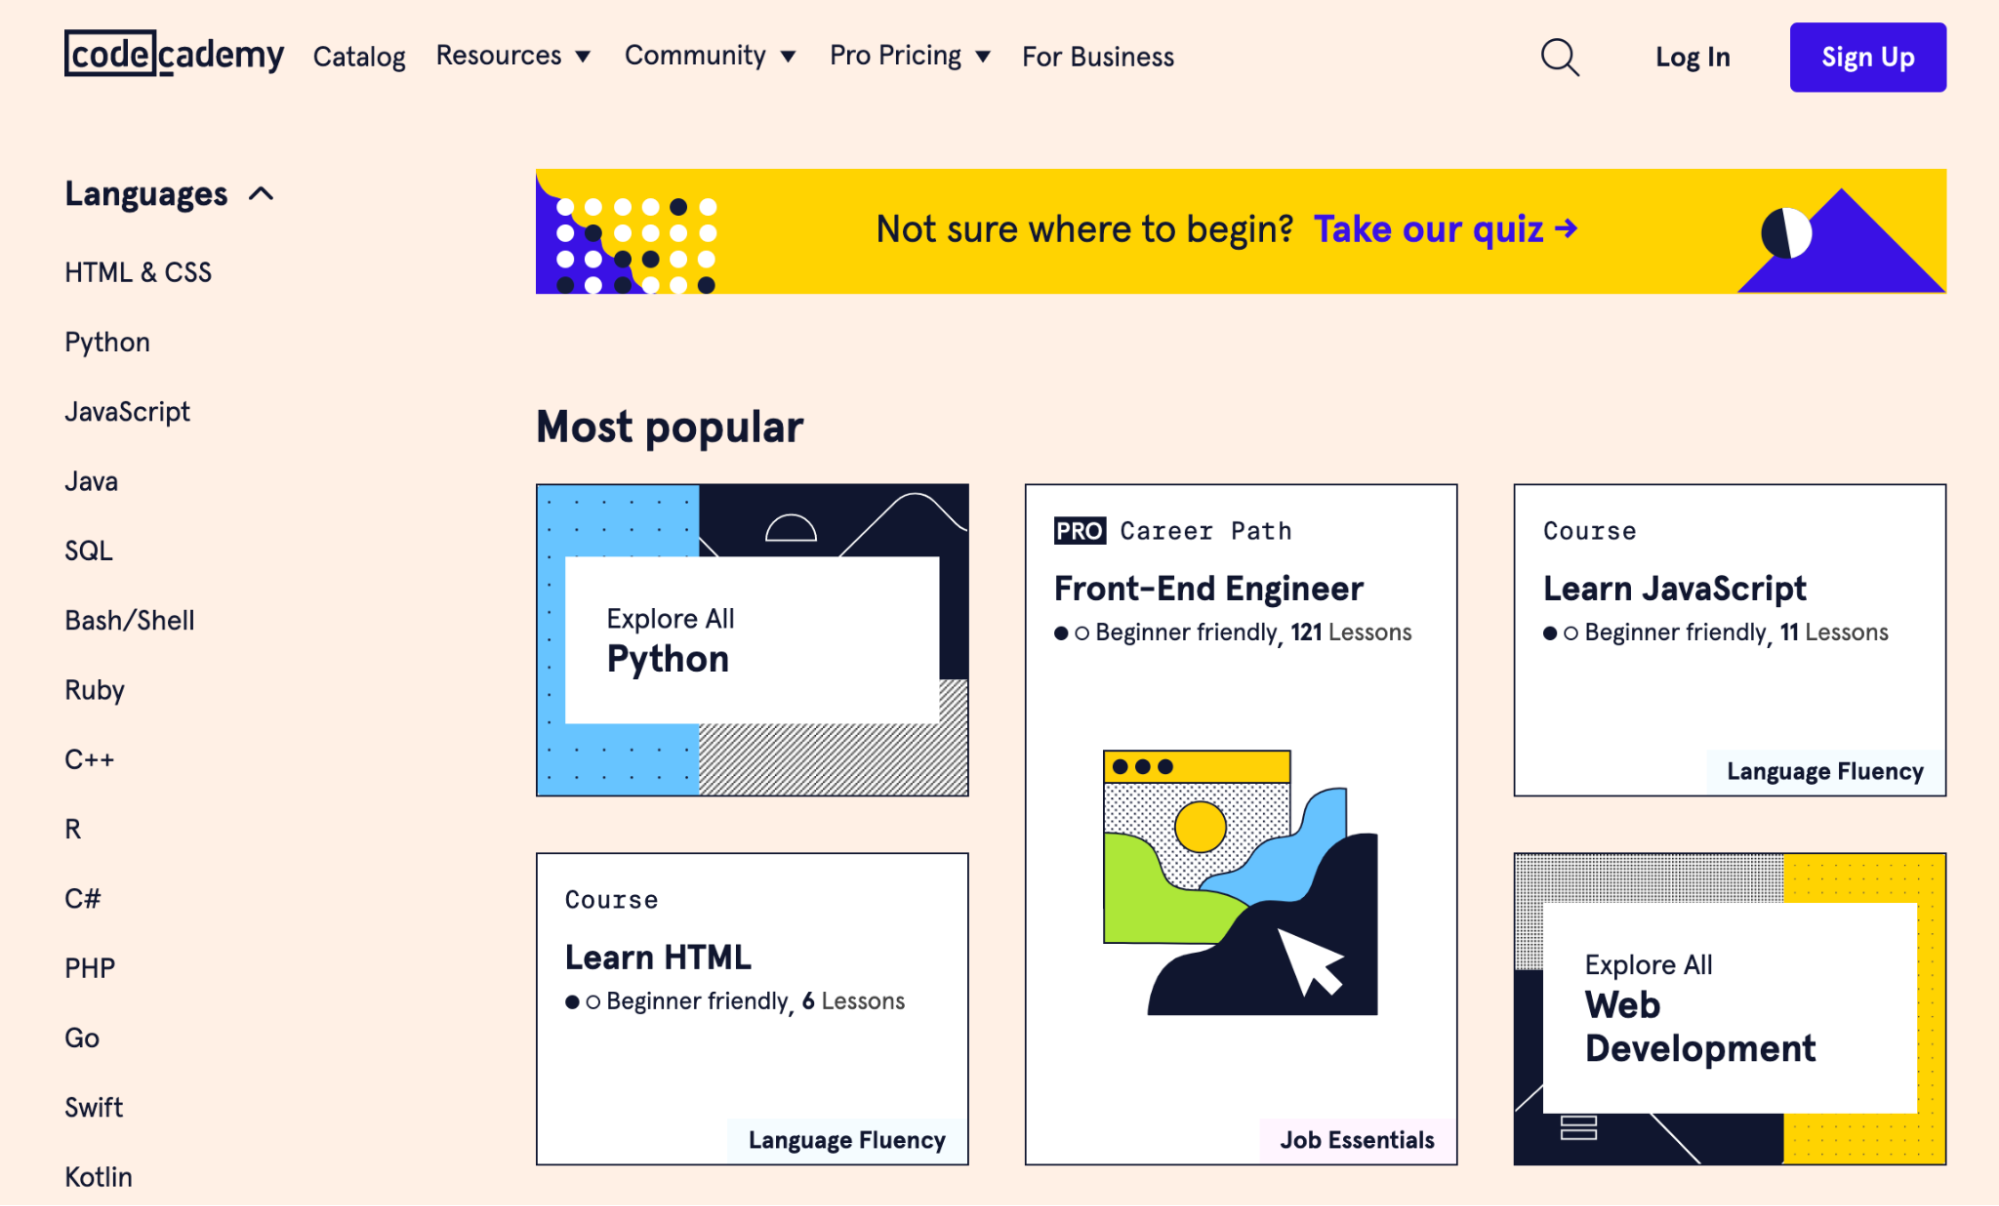 codecademy Catalog Resources Community Pro Pricing For Business Log In Sign Up
Languages
HTML & CSS
Python
JavaScript
Java
SQL
Bash/Shell
Ruby
C++
R
C#
PHP
Go
Swift
Kotlin
Not sure where to begin? Take our quiz →
Most popular
Explore All
Python
PRO Career Path
Front-End Engineer
Beginner friendly, 121 Lessons
Job Essentials
Course
Learn JavaScript
Beginner friendly, 11 Lessons
Language Fluency
Course
Learn HTML
Beginner friendly, 6 Lessons
Language Fluency
Explore All
Web
Development